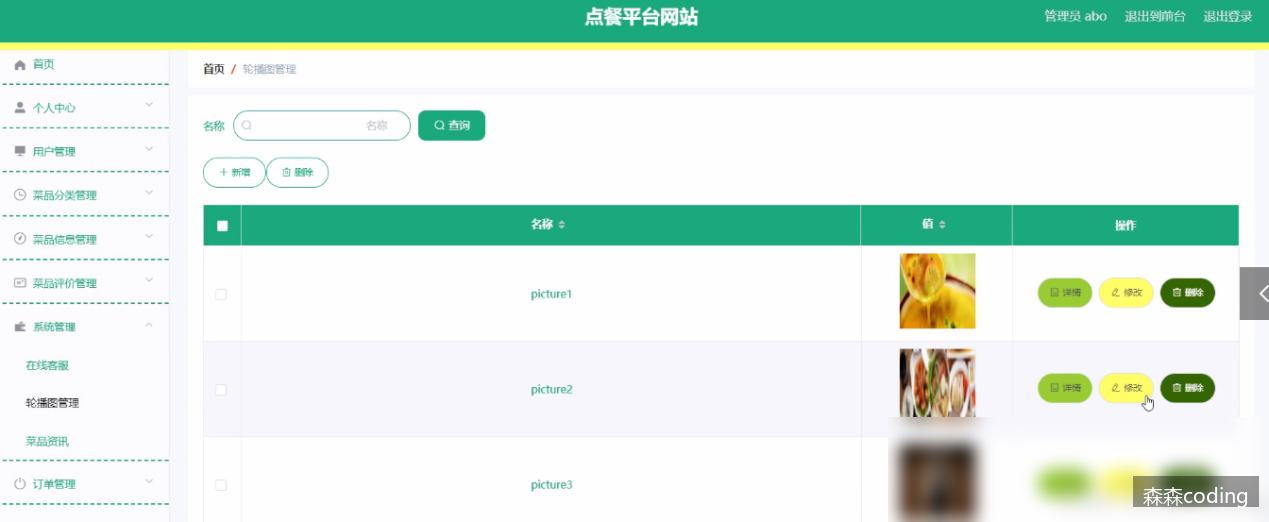 点餐平台网站
管理员 abo 退出到前台 退出登录
首页
个人中心
用户管理
菜品分类管理
菜品信息管理
菜品评价管理
系统管理
在线客服
轮播图管理
菜品资讯
订单管理
首页 / 轮播图管理
名称 名称 查询
新增 删除
名称 值 操作
picture1 详情 修改 删除
picture2 详情 修改 删除
picture3
森森coding